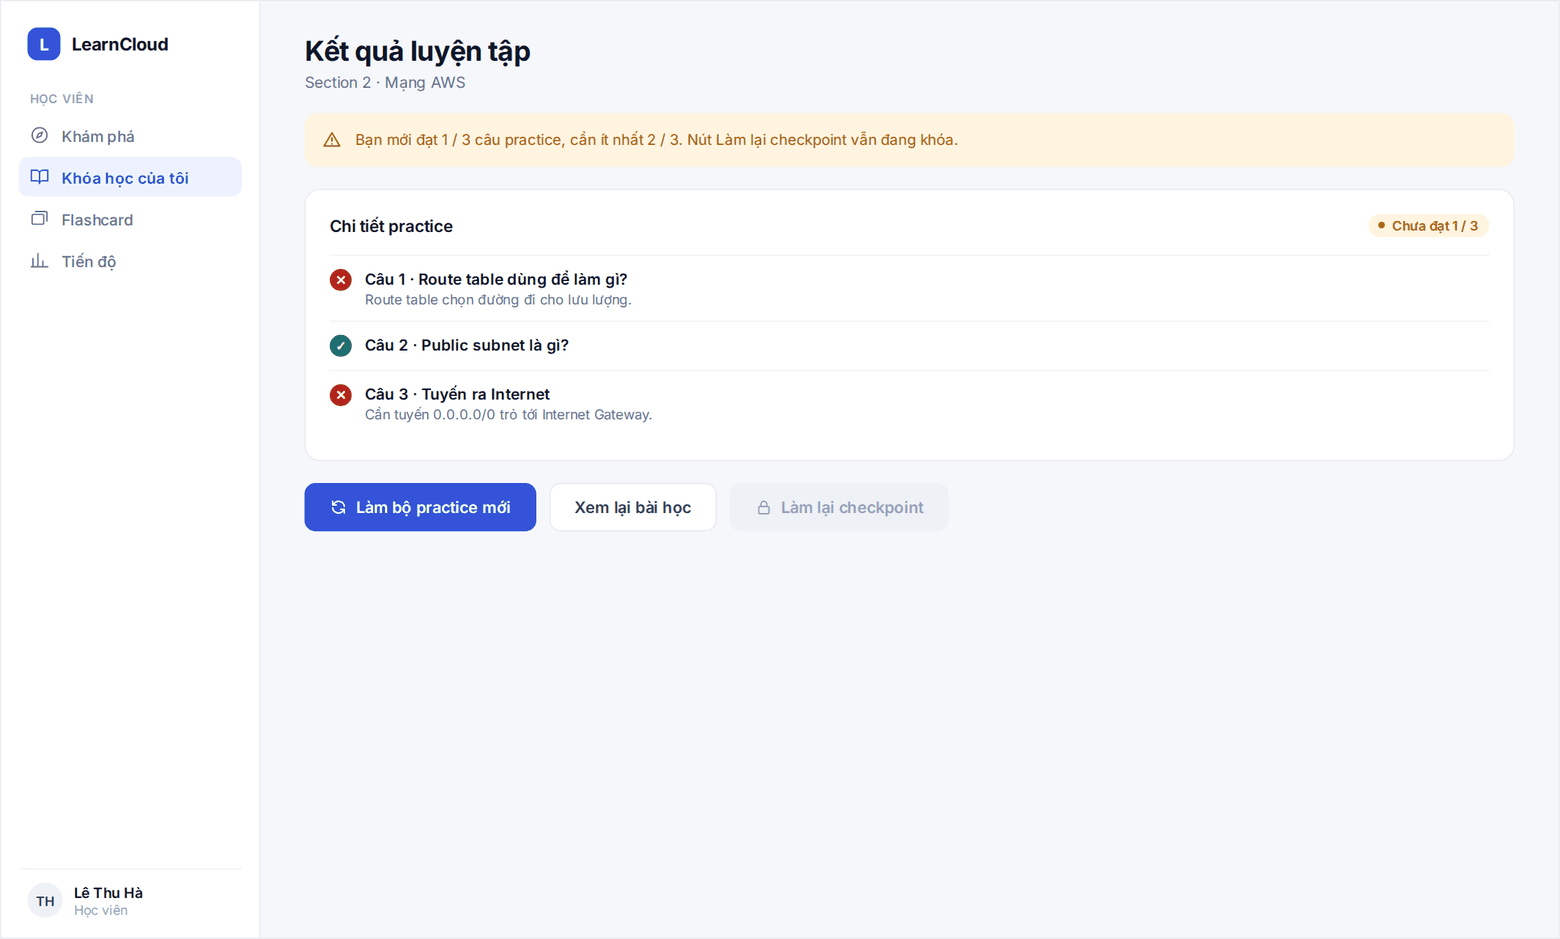 L LearnCloud
HỌC VIÊN
Khám phá
Khóa học của tôi
Flashcard
Tiến độ
TH
Lê Thu Hà
Học viên
Kết quả luyện tập
Section 2 · Mạng AWS
Bạn mới đạt 1 / 3 câu practice, cần ít nhất 2 / 3. Nút Làm lại checkpoint vẫn đang khóa.
Chi tiết practice
Chưa đạt 1 / 3
Câu 1 · Route table dùng để làm gì?
Route table chọn đường đi cho lưu lượng.
Câu 2 · Public subnet là gì?
Câu 3 · Tuyến ra Internet
Cần tuyến 0.0.0.0/0 trỏ tới Internet Gateway.
Làm bộ practice mới
Xem lại bài học
Làm lại checkpoint